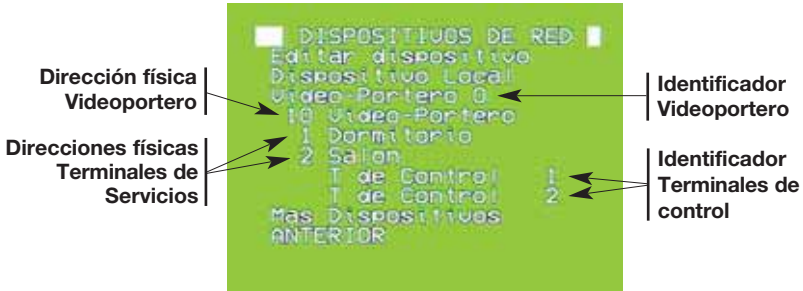 DISPOSITIVOS DE RED
Editar dispositivo
Dispositivo Local
Video-Portero 0
10 Video-Portero
1 Dormitorio
2 Salon
T de Control 1
T de Control 2
Mas Dispositivos
ANTERIOR
Dirección física
Videoportero
Direcciones físicas
Terminales de
Servicios
Identificador
Videoportero
Identificador
Terminales de
control